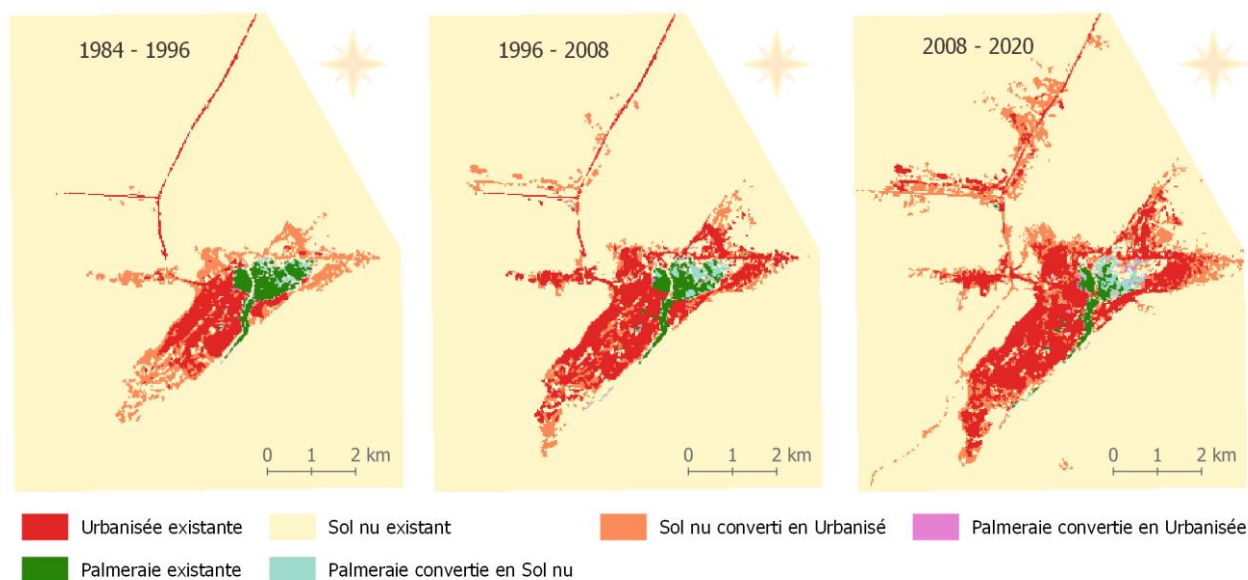 1984 - 1996
1996 - 2008
2008 - 2020
0 1 2 km
0 1 2 km
0 1 2 km
Urbanisée existante
Sol nu existant
Sol nu converti en Urbanisé
Palmeraie convertie en Urbanisée
Palmeraie existante
Palmeraie convertie en Sol nu